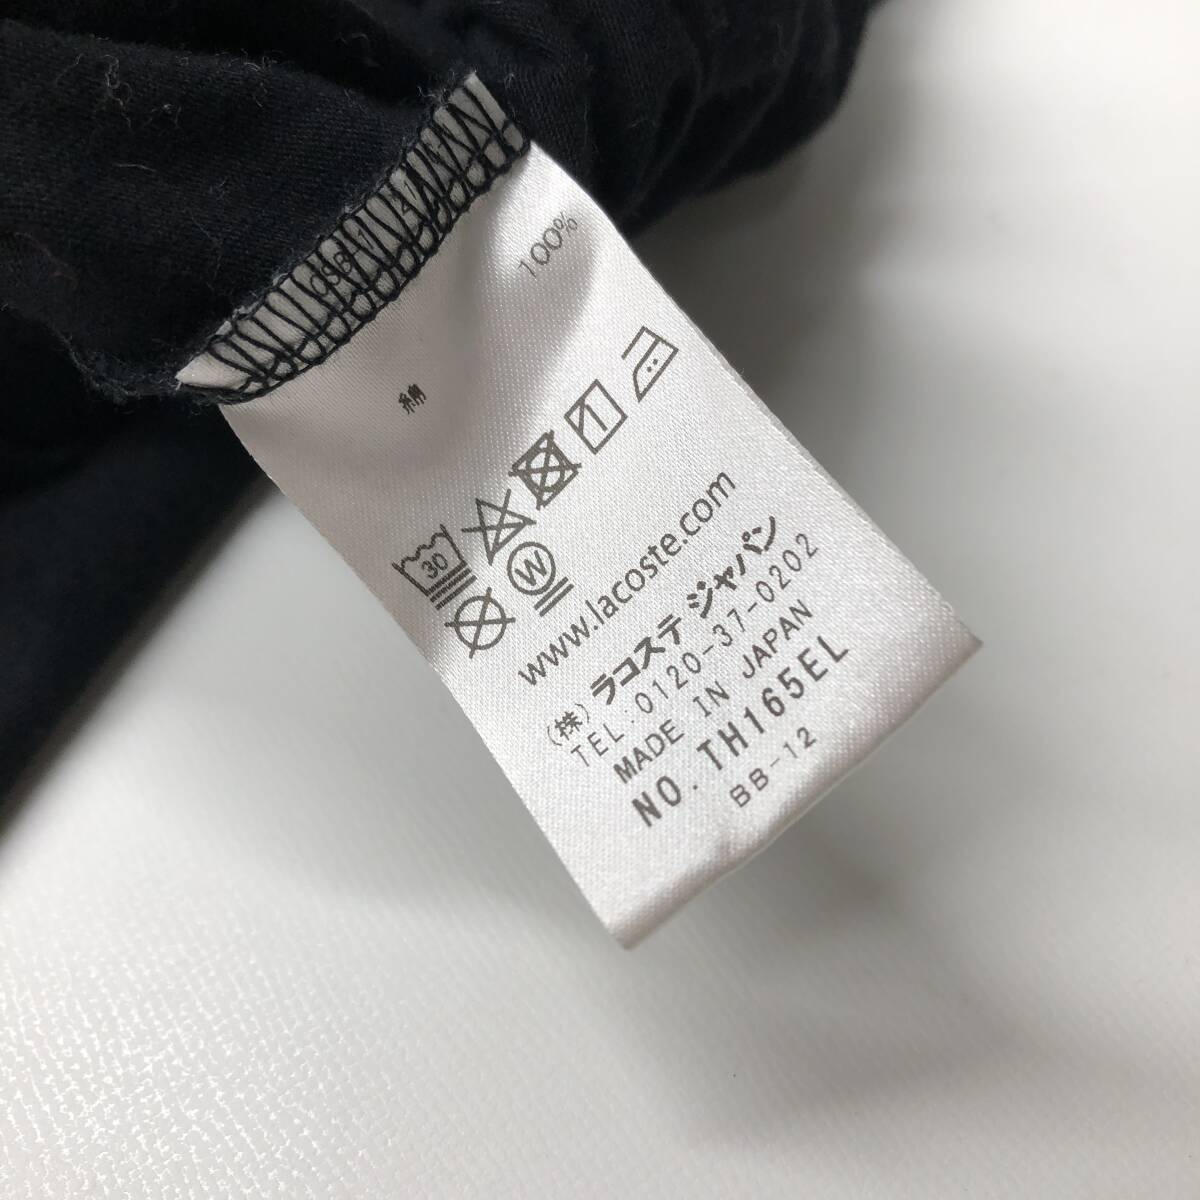 綿 100%
30
W
www.lacoste.com
(株) ラコステ ジャパン
TEL:0120-37-0202
MADE IN JAPAN
NO. TH165EL
BB-12